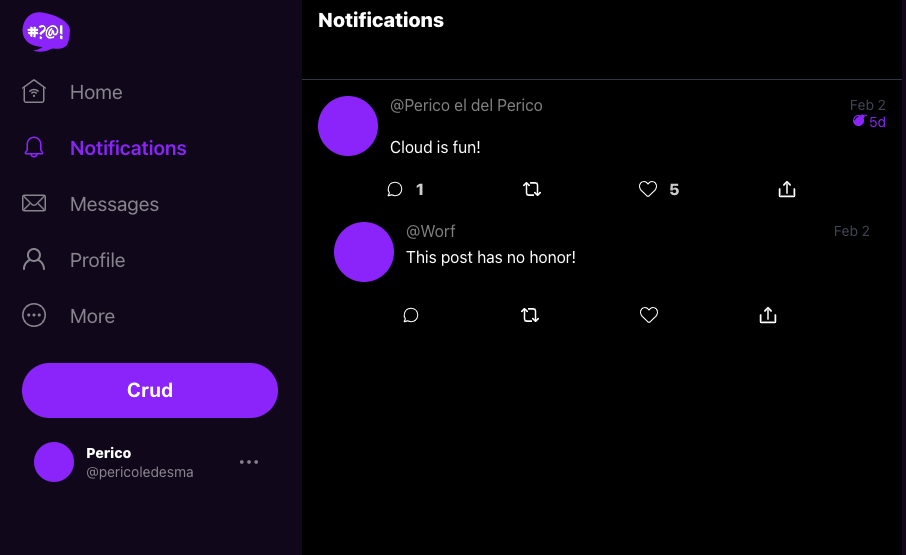 #?@!
Home
Notifications
Messages
Profile
More
Crud
Perico
@pericoledesma
Notifications
@Perico el del Perico
Feb 2
5d
Cloud is fun!
1
5
@Worf
Feb 2
This post has no honor!